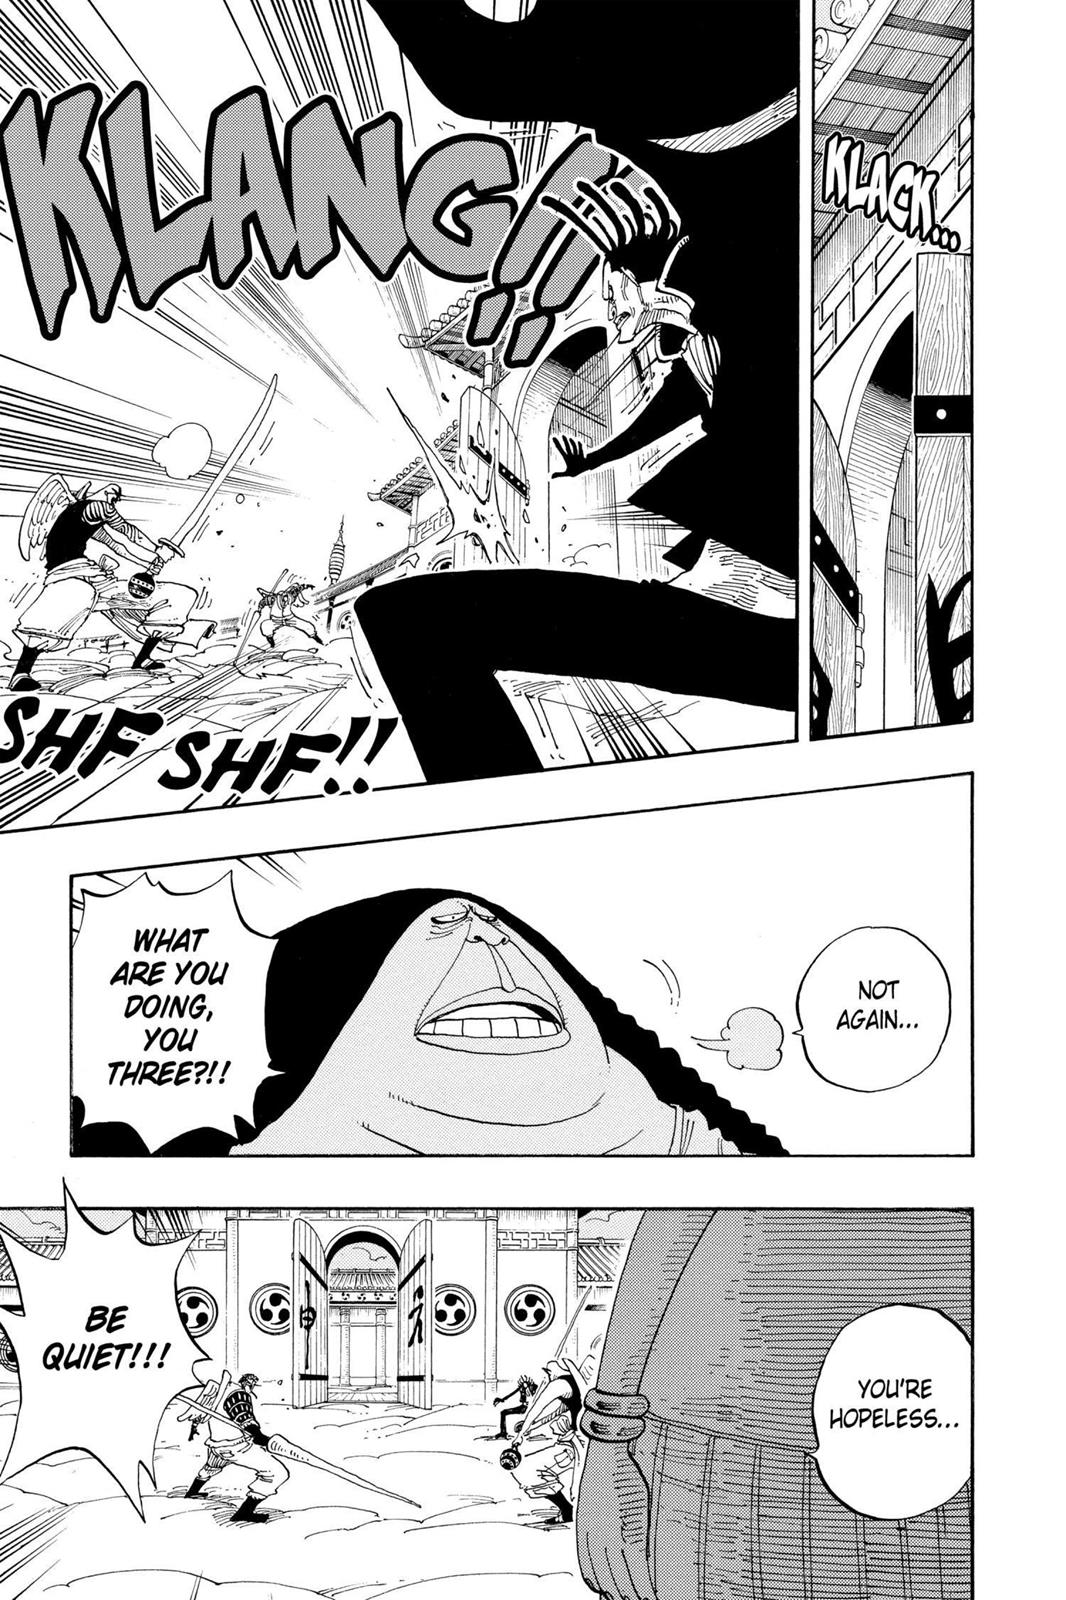 KLACK...
KLANG!!
SHF SHF!!
NOT
AGAIN...
WHAT
ARE YOU
DOING,
YOU
THREE?!!
YOU'RE
HOPELESS...
BE
QUIET!!!